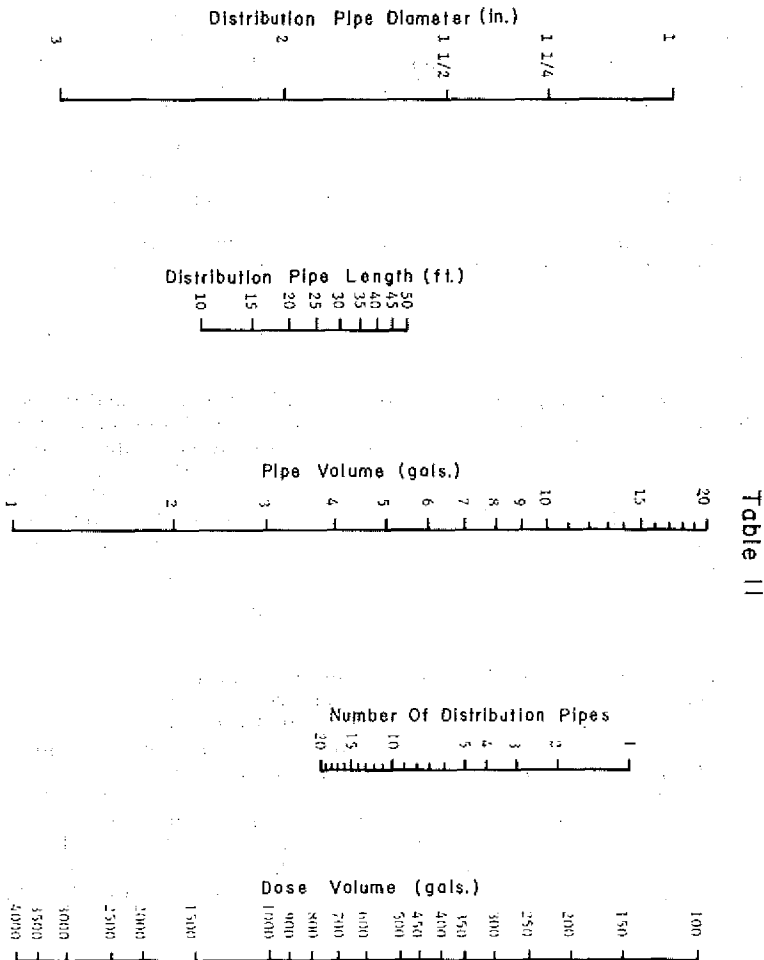 Table II
Distribution Pipe Diameter (in.)
3 2 1 1/2 1 1/4 1
Distribution Pipe Length (ft.)
10 15 20 25 30 35 40 45 50
Pipe Volume (gals.)
1 2 3 4 5 6 7 8 9 10 15 20
Number Of Distribution Pipes
20 15 10 5 4 3 2 1
Dose Volume (gals.)
4000 3500 3000 2500 2000 1500 1000 900 800 700 600 500 450 400 350 300 250 200 150 100